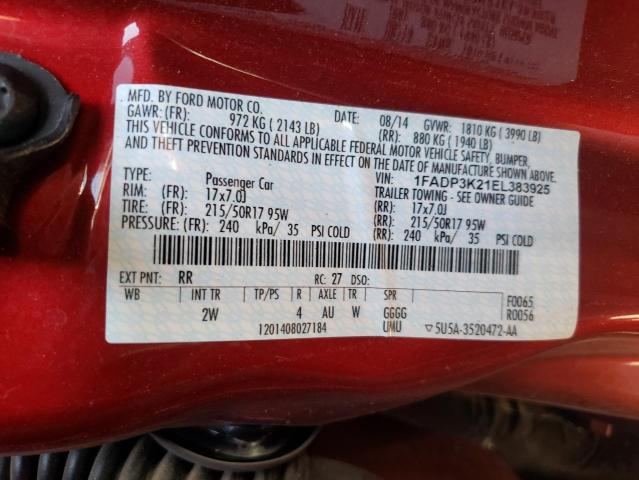 MFD. BY FORD MOTOR CO. DATE: 08/14 GVWR: 1810 KG ( 3990 LB)
GAWR: (FR): 972 KG ( 2143 LB) (RR): 880 KG ( 1940 LB)
THIS VEHICLE CONFORMS TO ALL APPLICABLE FEDERAL MOTOR VEHICLE SAFETY, BUMPER,
AND THEFT PREVENTION STANDARDS IN EFFECT ON THE DATE OF MANUFACTURE SHOWN ABOVE.
VIN: 1FADP3K21EL383925
TYPE: Passenger Car TRAILER TOWING - SEE OWNER GUIDE
RIM: (FR): 17x7.0J (RR): 17x7.0J
TIRE: (FR): 215/50R17 95W (RR): 215/50R17 95W
PRESSURE: (FR): 240 kPa/ 35 PSI COLD (RR): 240 kPa/ 35 PSI COLD
EXT PNT: RR RC: 27 DSO:
WB INT TR TP/PS R AXLE TR SPR F0065
2W 4 AU W GGGG R0056
1201408027184 UMU ▽ 5U5A-3520472-AA